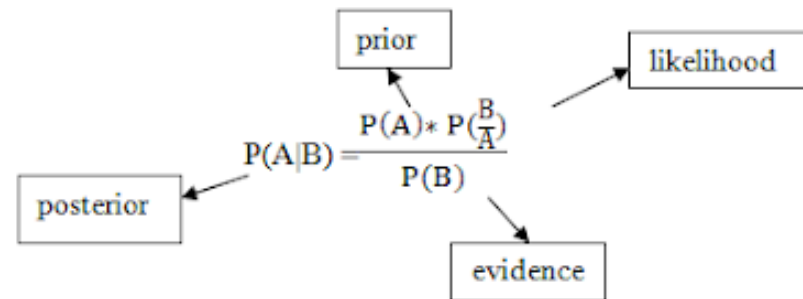 prior
likelihood
P(A|B) = P(A)* P(B/A)
P(B)
posterior
evidence